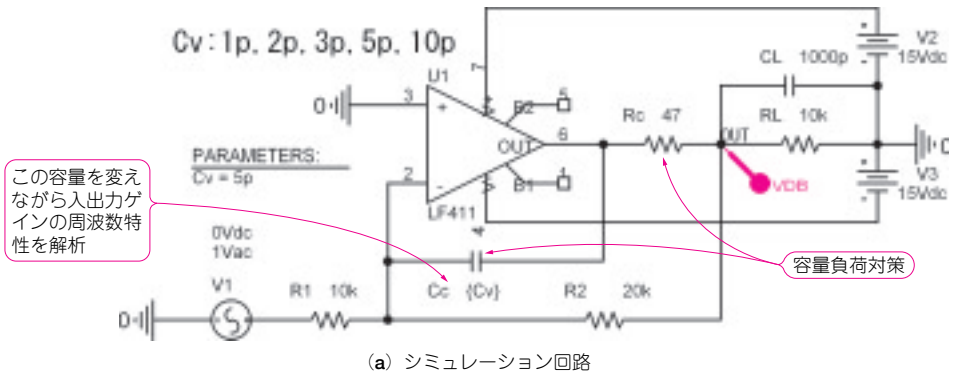 Cv:1p, 2p, 3p, 5p, 10p
V2
15Vdc
CL 1000p
7
U1
5
B2
3
+
0
Rc 47
OUT
RL 10k
6
OUT
0
PARAMETERS:
Cv = 5p
2
-
B1
1
V3
15Vdc
VDB
LF411
4
この容量を変え
ながら入出力ゲ
インの周波数特
性を解析
0Vdc
1Vac
容量負荷対策
V1
R1 10k
Cc {Cv}
R2 20k
0
(a) シミュレーション回路